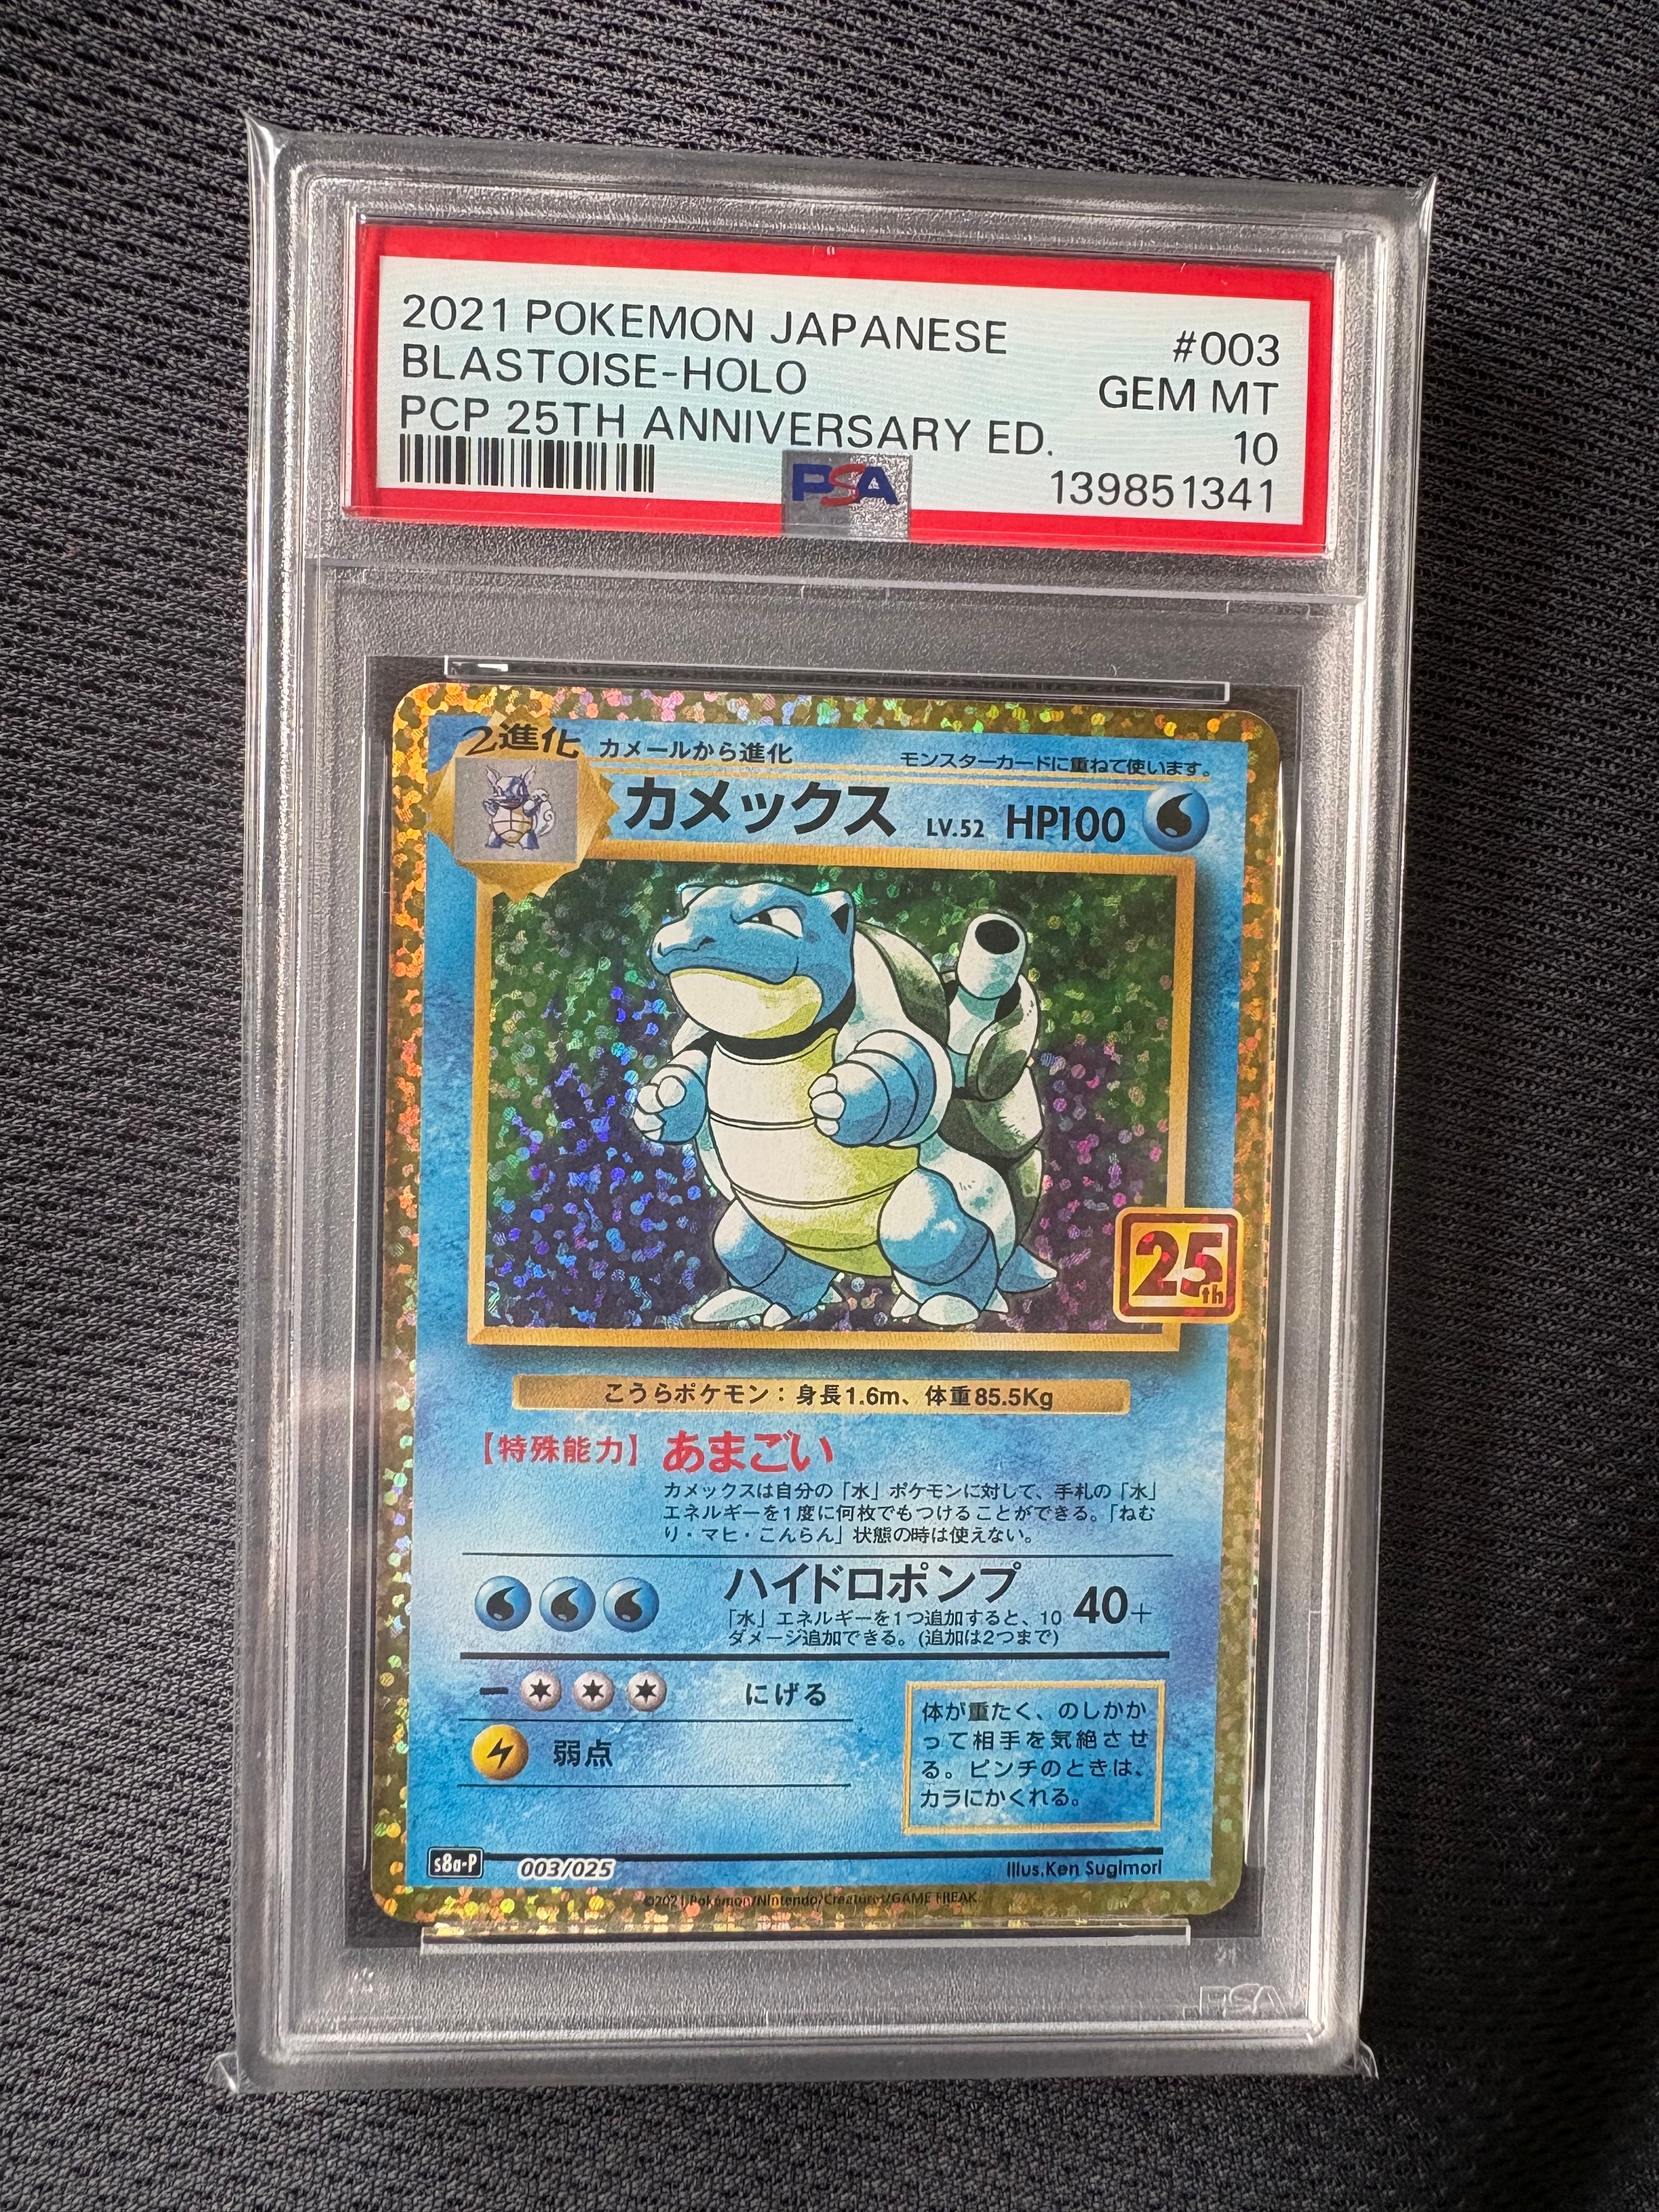 2021 POKEMON JAPANESE #003
BLASTOISE-HOLO GEM MT
PCP 25TH ANNIVERSARY ED. 10
PSA 139851341
2進化 カメールから進化 モンスターカードに重ねて使います。
カメックス LV.52 HP100
25th
こうらポケモン：身長1.6m、体重85.5Kg
【特殊能力】あまごい
カメックスは自分の「水」ポケモンに対して、手札の「水」
エネルギーを1度に何枚でもつけることができる。「ねむ
り・マヒ・こんらん」状態の時は使えない。
ハイドロポンプ 40+
「水」エネルギーを1つ追加すると、10
ダメージ追加できる。(追加は2つまで)
にげる
弱点
体が重たく、のしかか
って相手を気絶させ
る。ピンチのときは、
カラにかくれる。
s8a-P 003/025 Illus.Ken Sugimori
©2021 Pokémon/Nintendo/Creatures/GAME FREAK
PSA